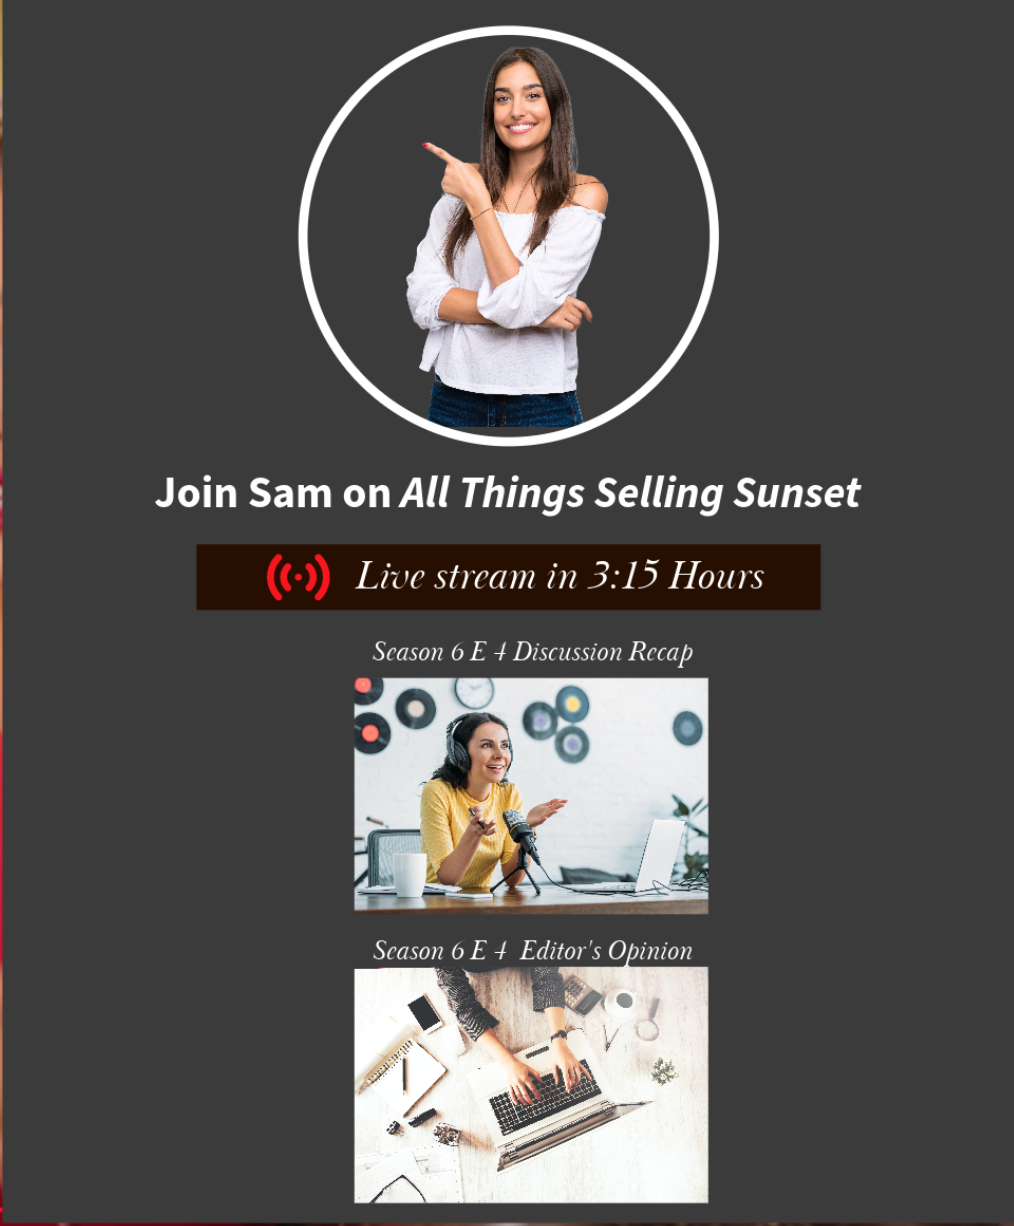 Join Sam on All Things Selling Sunset
Live stream in 3:15 Hours
Season 6 E 4 Discussion Recap
Season 6 E 4 Editor's Opinion